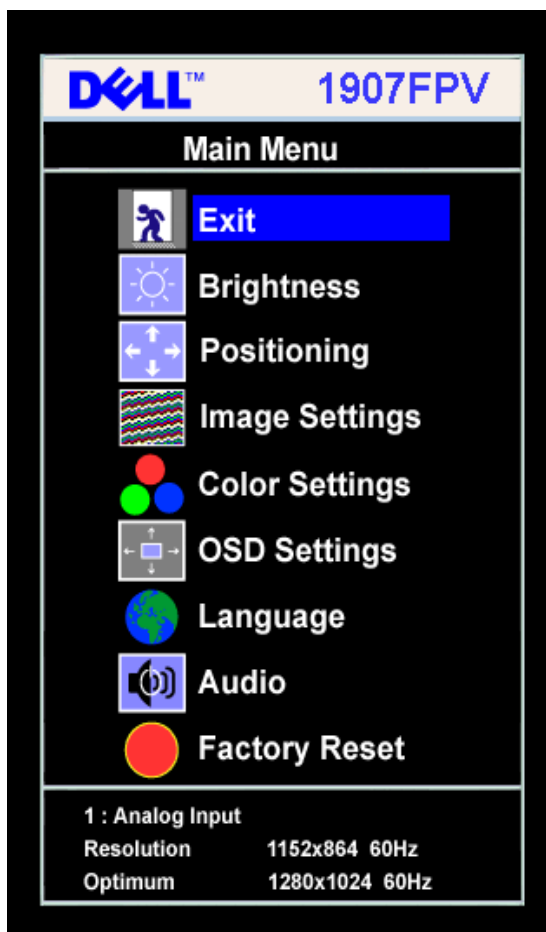 DELL™ 1907FPV
Main Menu
Exit
Brightness
Positioning
Image Settings
Color Settings
OSD Settings
Language
Audio
Factory Reset
1 : Analog Input
Resolution 1152x864 60Hz
Optimum 1280x1024 60Hz